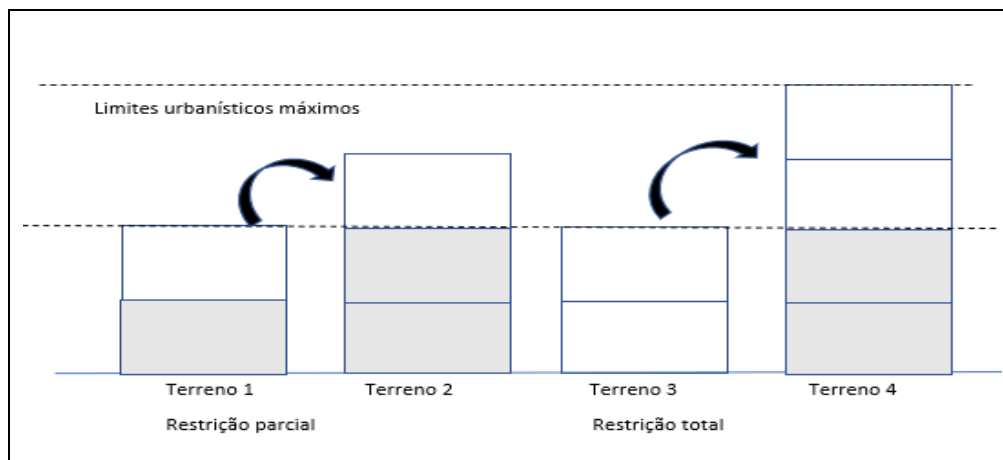 Limites urbanísticos máximos
Terreno 1 Terreno 2 Terreno 3 Terreno 4
Restrição parcial Restrição total